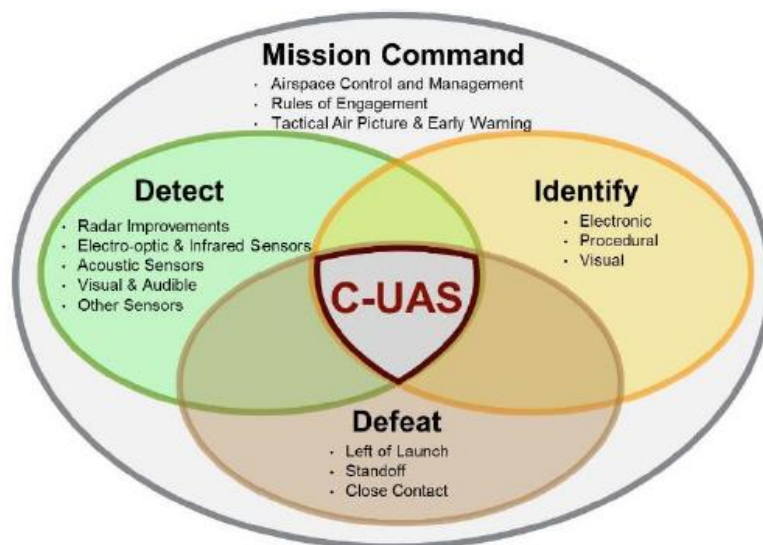 Mission Command
· Airspace Control and Management
· Rules of Engagement
· Tactical Air Picture & Early Warning
Detect
· Radar Improvements
· Electro-optic & Infrared Sensors
· Acoustic Sensors
· Visual & Audible
· Other Sensors
Identify
· Electronic
· Procedural
· Visual
C-UAS
Defeat
· Left of Launch
· Standoff
· Close Contact